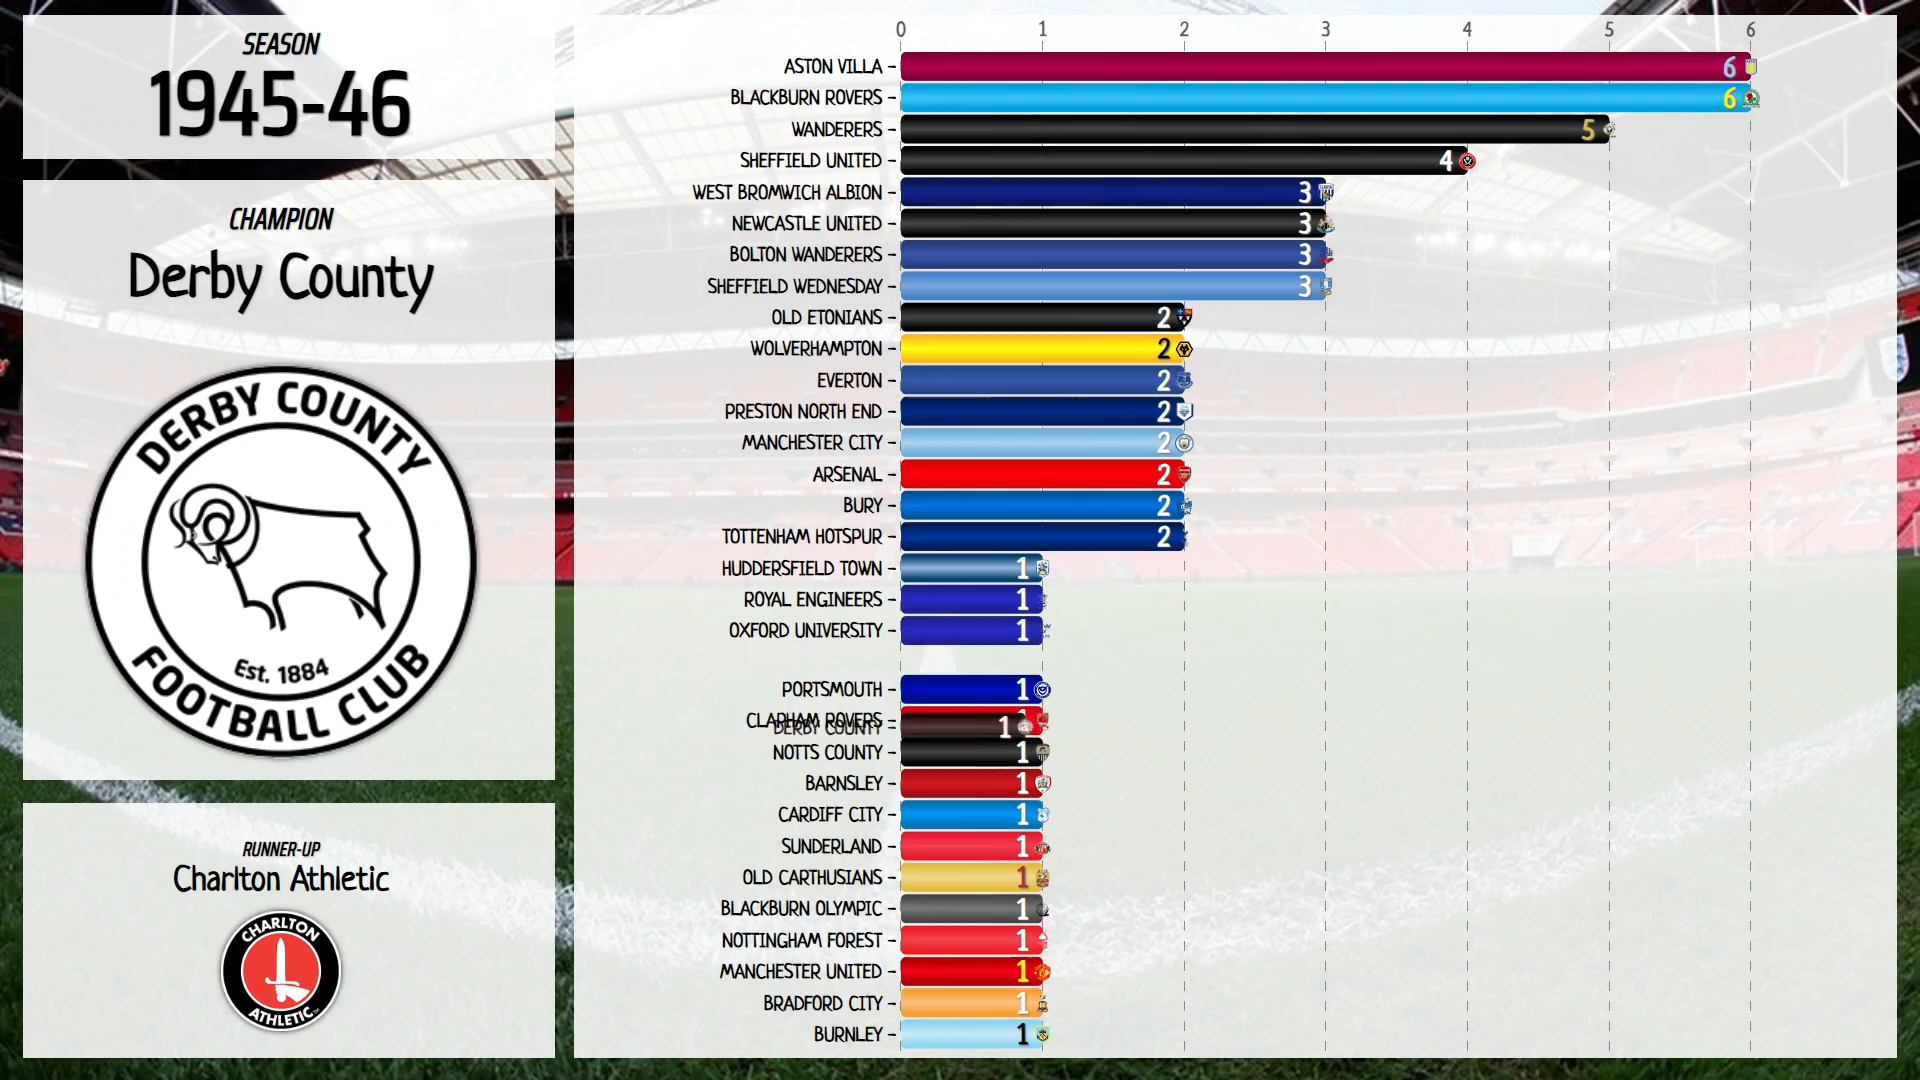 SEASON
1945-46
CHAMPION
Derby County
DERBY COUNTY
Est. 1884
FOOTBALL CLUB
RUNNER-UP
Charlton Athletic
CHARLTON
ATHLETIC
0 1 2 3 4 5 6
ASTON VILLA 6
BLACKBURN ROVERS 6
WANDERERS 5
SHEFFIELD UNITED 4
WEST BROMWICH ALBION 3
NEWCASTLE UNITED 3
BOLTON WANDERERS 3
SHEFFIELD WEDNESDAY 3
OLD ETONIANS 2
WOLVERHAMPTON 2
EVERTON 2
PRESTON NORTH END 2
MANCHESTER CITY 2
ARSENAL 2
BURY 2
TOTTENHAM HOTSPUR 2
HUDDERSFIELD TOWN 1
ROYAL ENGINEERS 1
OXFORD UNIVERSITY 1
PORTSMOUTH 1
CLAPHAM ROVERS
DERBY COUNTY 1
NOTTS COUNTY 1
BARNSLEY 1
CARDIFF CITY 1
SUNDERLAND 1
OLD CARTHUSIANS 1
BLACKBURN OLYMPIC 1
NOTTINGHAM FOREST 1
MANCHESTER UNITED 1
BRADFORD CITY 1
BURNLEY 1